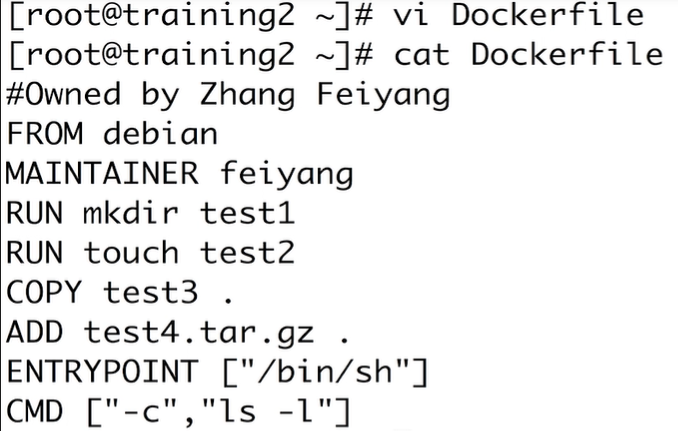 [root@training2 ~]# vi Dockerfile
[root@training2 ~]# cat Dockerfile
#Owned by Zhang Feiyang
FROM debian
MAINTAINER feiyang
RUN mkdir test1
RUN touch test2
COPY test3 .
ADD test4.tar.gz .
ENTRYPOINT ["/bin/sh"]
CMD ["-c","ls -l"]